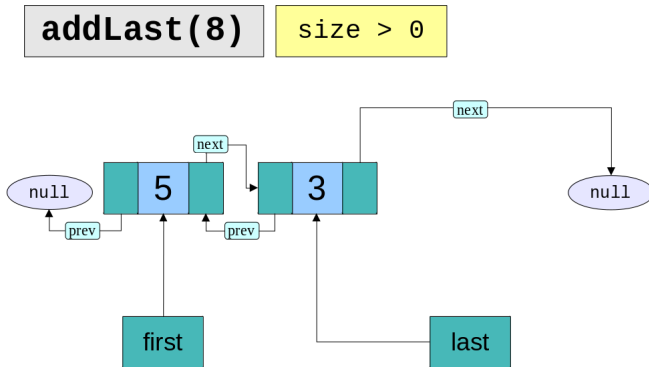 addLast(8)
size > 0
next
next
null
5
3
null
prev
prev
first
last